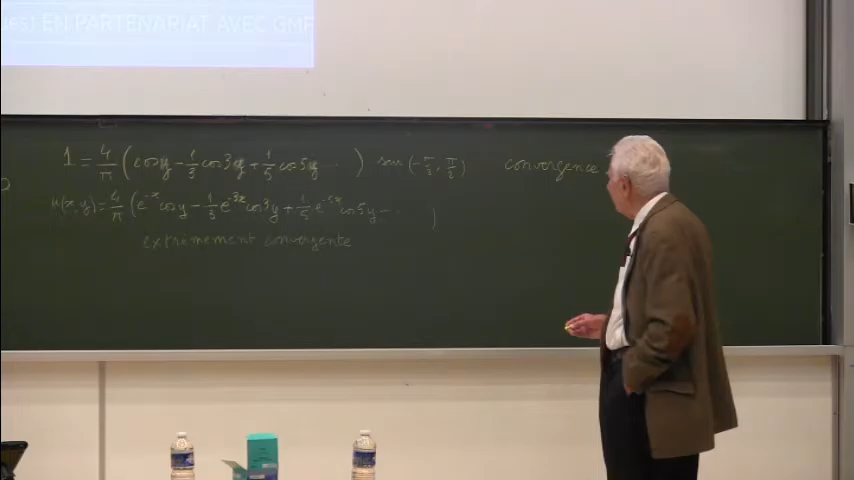 EN PARTENARIAT AVEC GMF
1 = 4/π (cos y - 1/3 cos 3y + 1/5 cos 5y ... ) sur (-π/2, π/2) convergence
u(x,y) = 4/π (e^{-x} cos y - 1/3 e^{-3x} cos 3y + 1/5 e^{-5x} cos 5y - ... )
extrêmement convergente